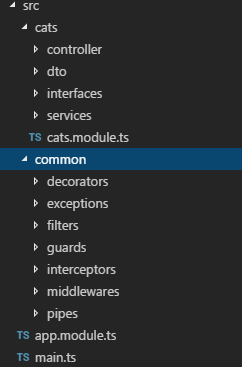 src
cats
controller
dto
interfaces
services
TS cats.module.ts
common
decorators
exceptions
filters
guards
interceptors
middlewares
pipes
TS app.module.ts
TS main.ts